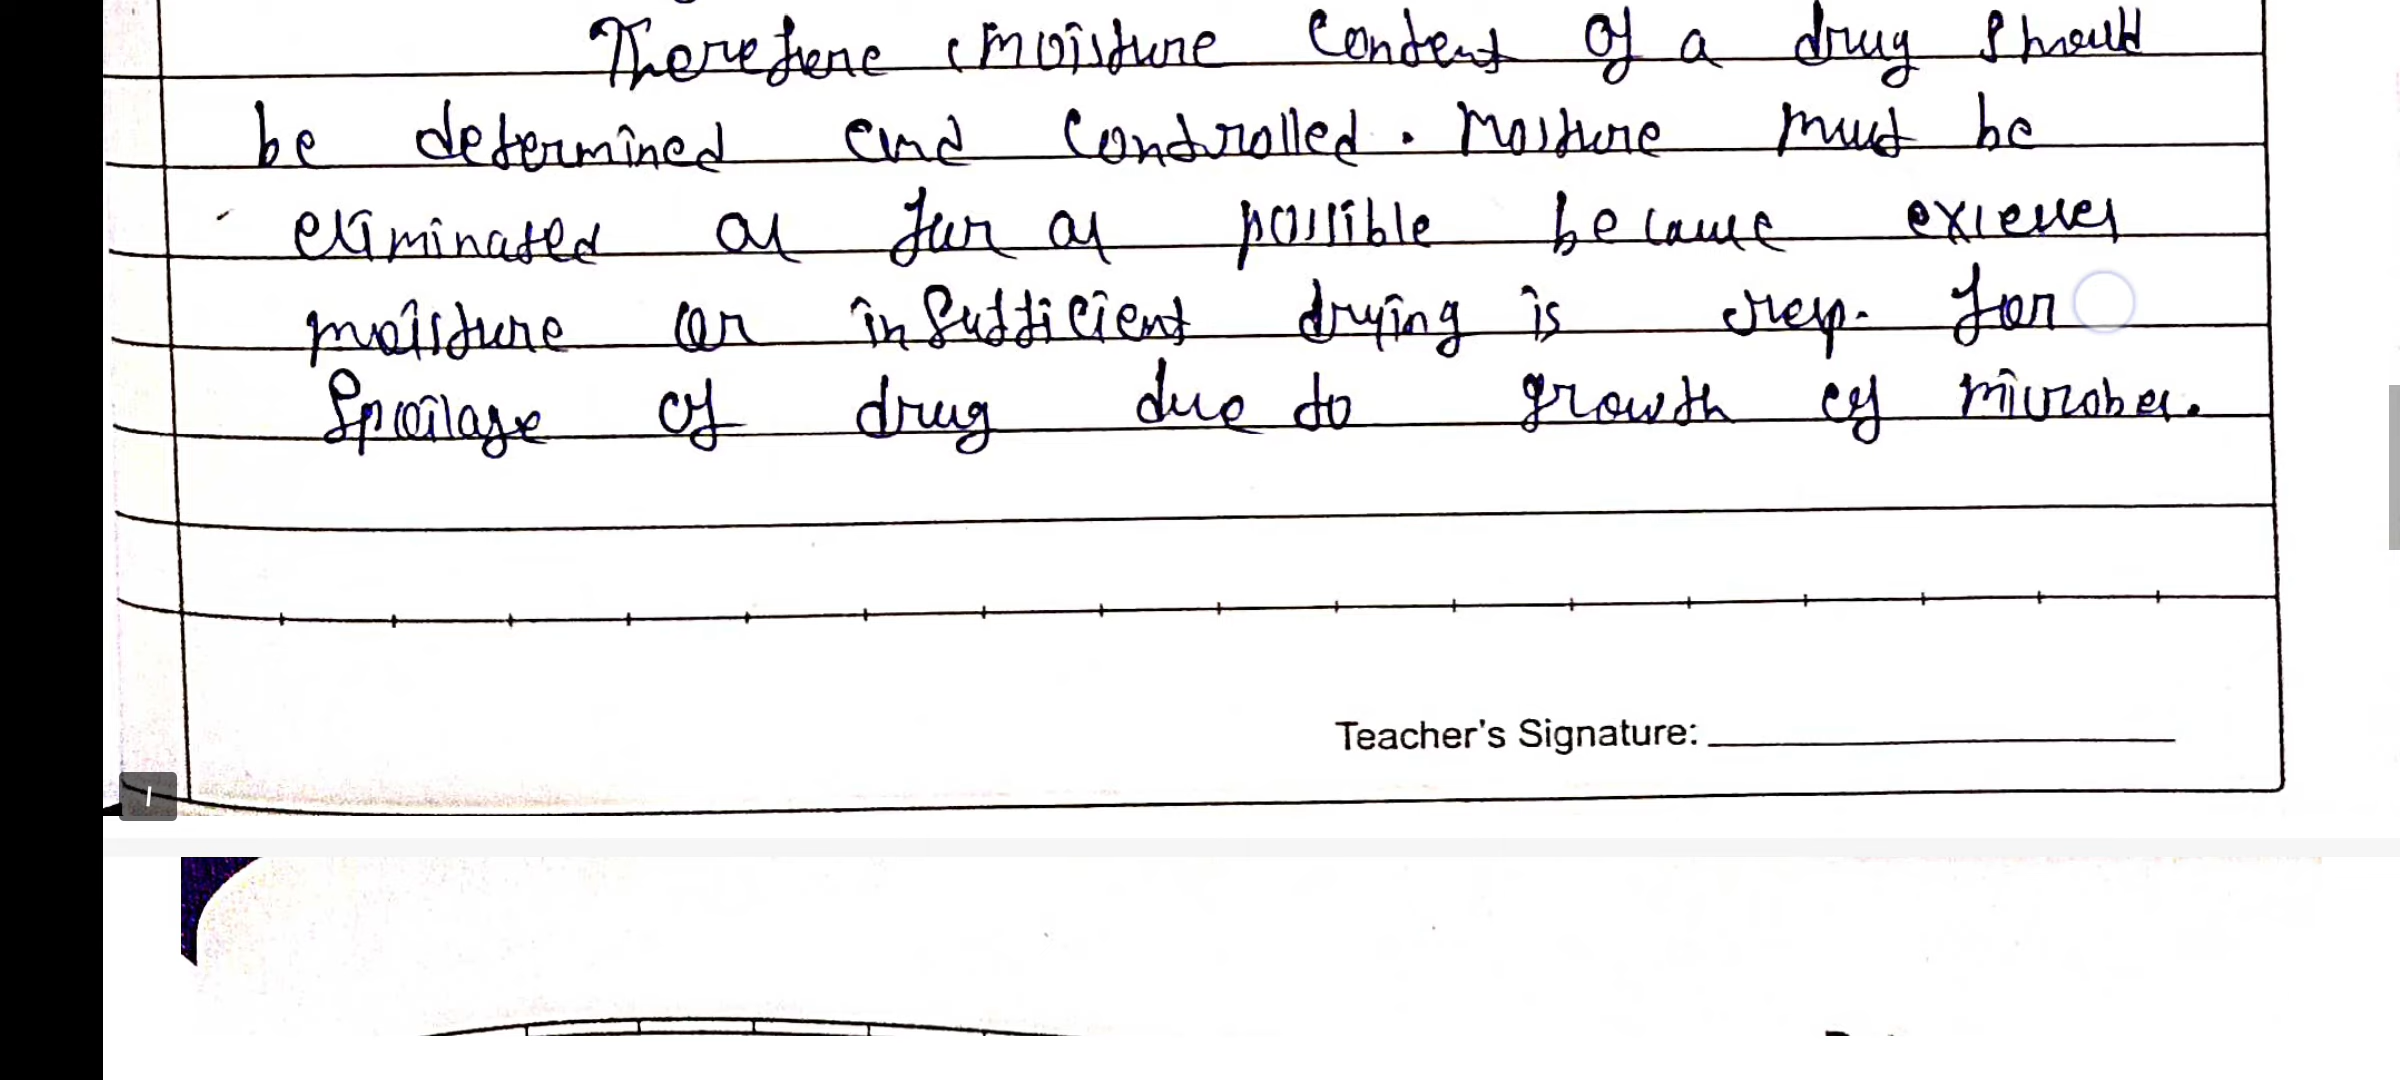 Therefore moisture content of a drug should
be determined and controlled. Moisture must be
eliminated as far as possible because excess
moisture or insufficient drying is resp. for
Spoilage of drug due to growth of microbes.
Teacher's Signature:
1